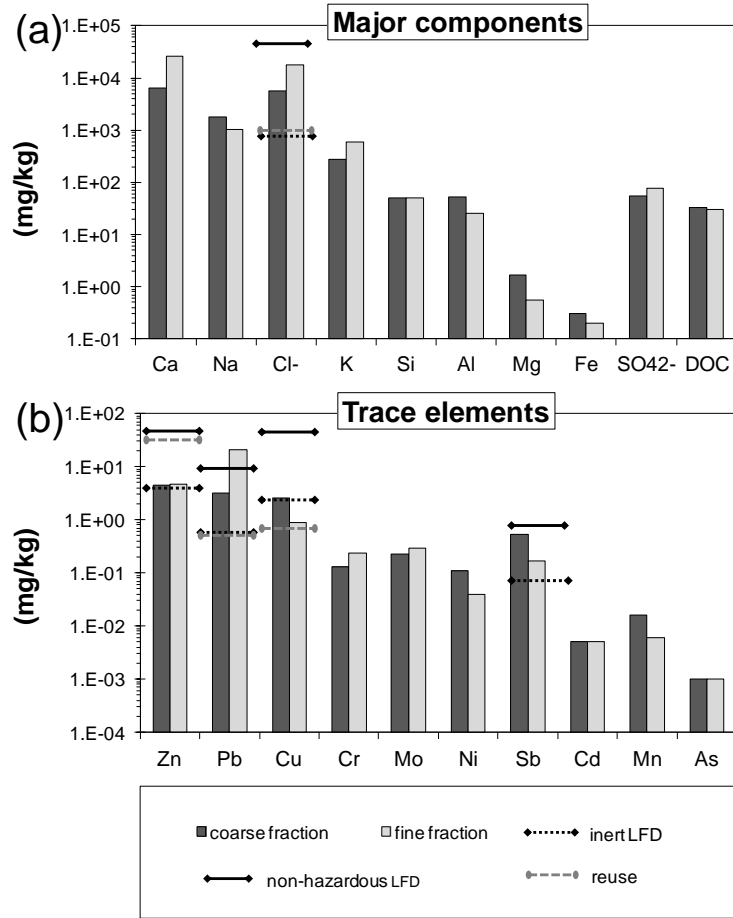 (a)
Major components
1.E+05
1.E+04
1.E+03
1.E+02
1.E+01
1.E+00
1.E-01
(mg/kg)
Ca Na Cl- K Si Al Mg Fe SO42- DOC
(b)
Trace elements
1.E+02
1.E+01
1.E+00
1.E-01
1.E-02
1.E-03
1.E-04
(mg/kg)
Zn Pb Cu Cr Mo Ni Sb Cd Mn As
coarse fraction fine fraction inert LFD
non-hazardous LFD reuse